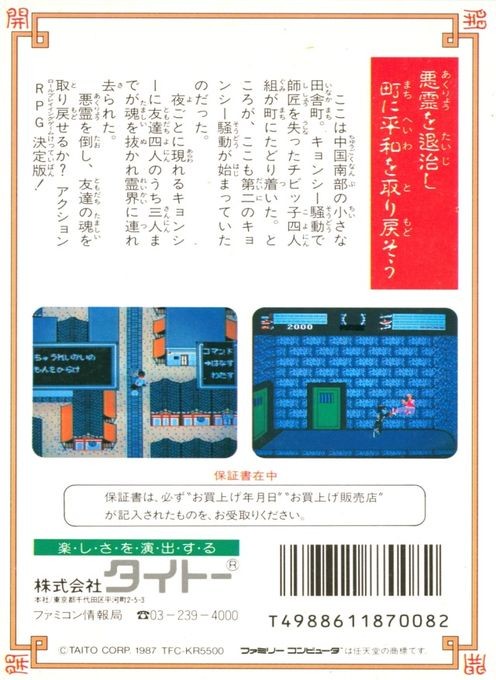 開 開
悪霊を退治し
町に平和を取り戻そう
ここは中国南部の小さな
田舎町。キョンシー騒動で
師匠を失ったチビッ子四人
組が町にたどり着いた。と
ころが、ここも第二のキョ
ンシー騒動が始まっていた
のだった。
夜ごとに現れるキョンシ
ーに友達四人のうち三人ま
でが魂を抜かれ霊界に連れ
去られた。
悪霊を倒し、友達の魂を
取り戻せるか？アクション
RPG決定版！
コマンド
→はなす
わたす
もんをひらけ
2000
保証書在中
保証書は、必ず“お買上げ年月日”“お買上げ販売店”
が記入されたものを、お受取りください。
楽・し・さ・を・演・出・す・る
株式会社 タイトー®
本社/東京都千代田区平河町2-5-3
ファミコン情報局 ☎03-239-4000
T4988611870082
©TAITO CORP. 1987 TFC-KR5500 ファミリーコンピュータ は任天堂の商標です.
開 開